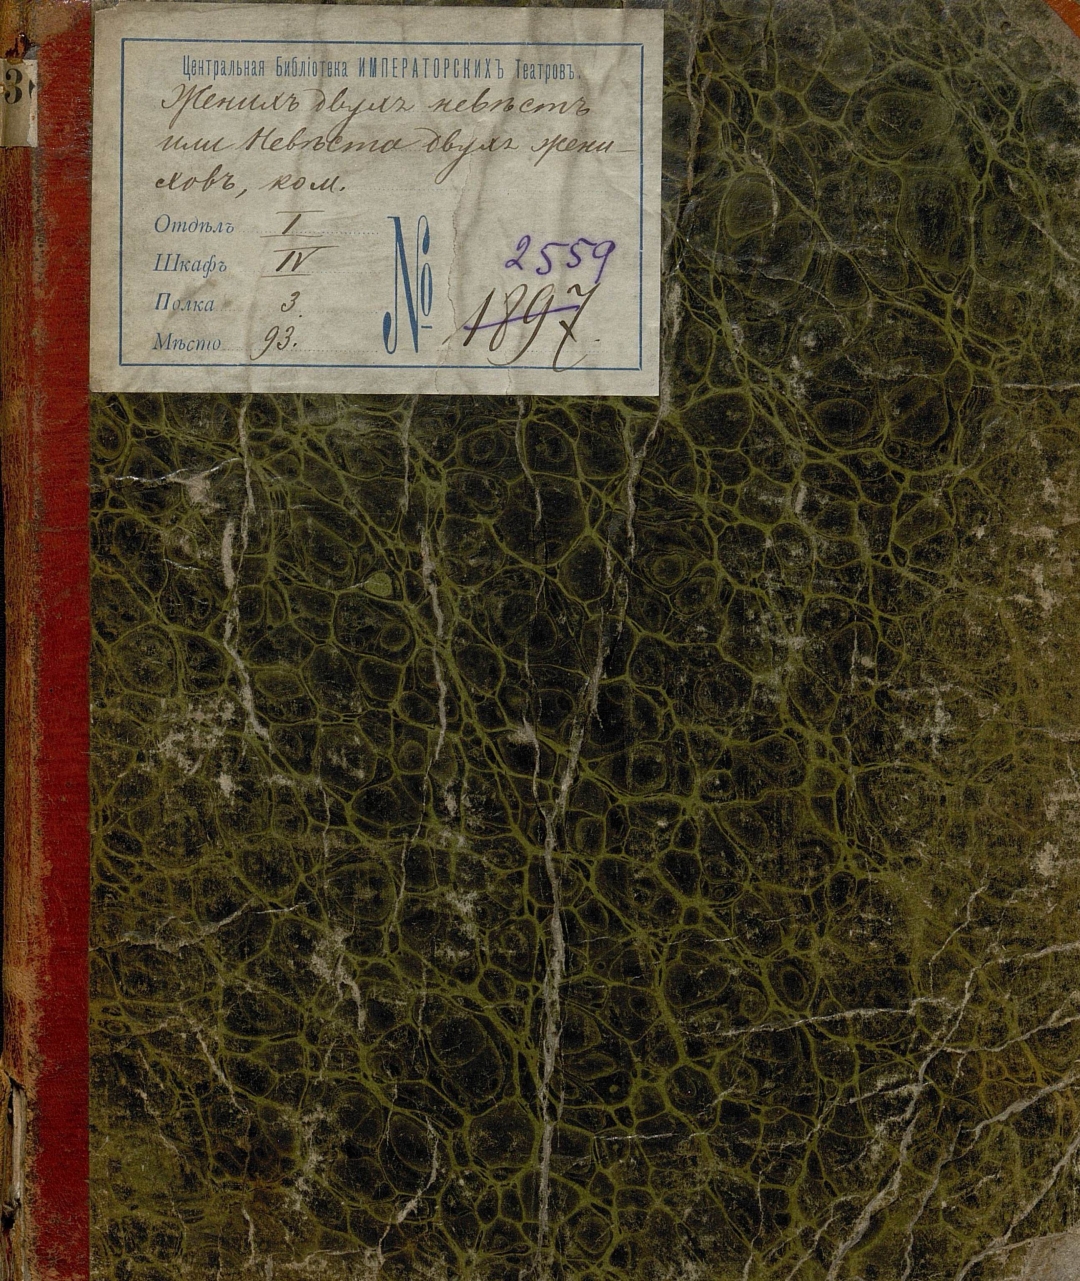 Центральная Библіотека ИМПЕРАТОРСКИХЪ Театровъ.
Женихъ двухъ невѣстъ
или Невѣста двухъ жени-
ховъ, ком.
Отдѣлъ I
Шкафъ IV
Полка 3.
Мѣсто 93.
№
2559
1897.
3